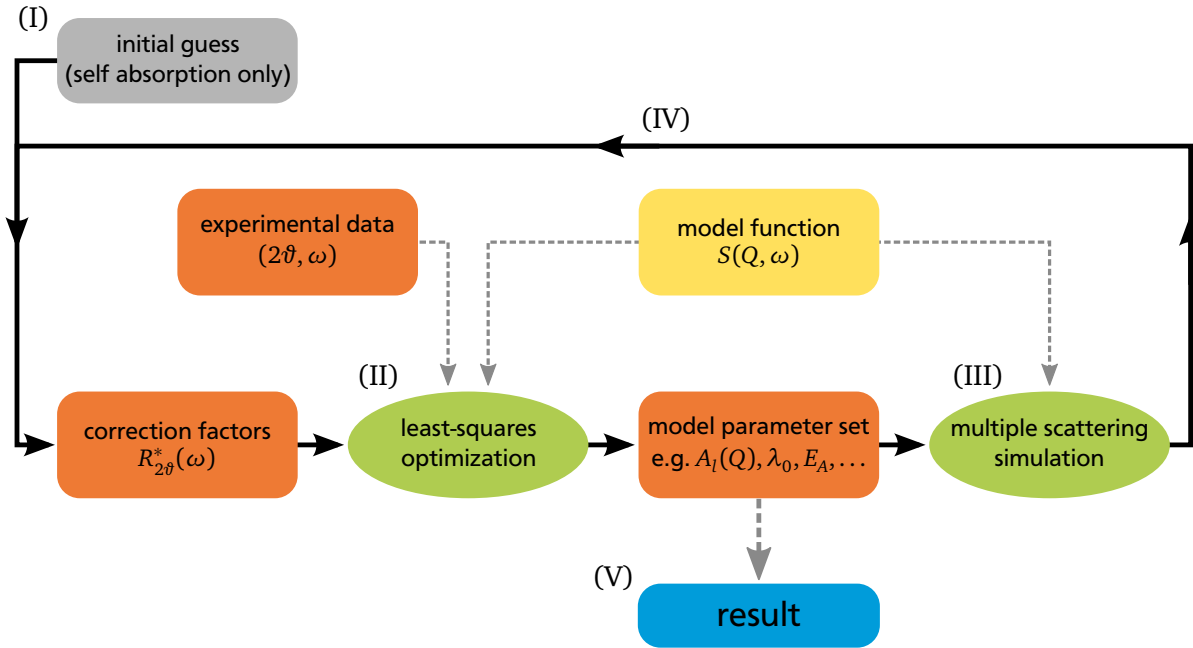 (I)
initial guess
(self absorption only)
(IV)
experimental data
(2ϑ, ω)
model function
S(Q, ω)
(II)
(III)
correction factors
R*₂ϑ(ω)
least-squares
optimization
model parameter set
e.g. Aₗ(Q), λ₀, E_A, . . .
multiple scattering
simulation
(V)
result